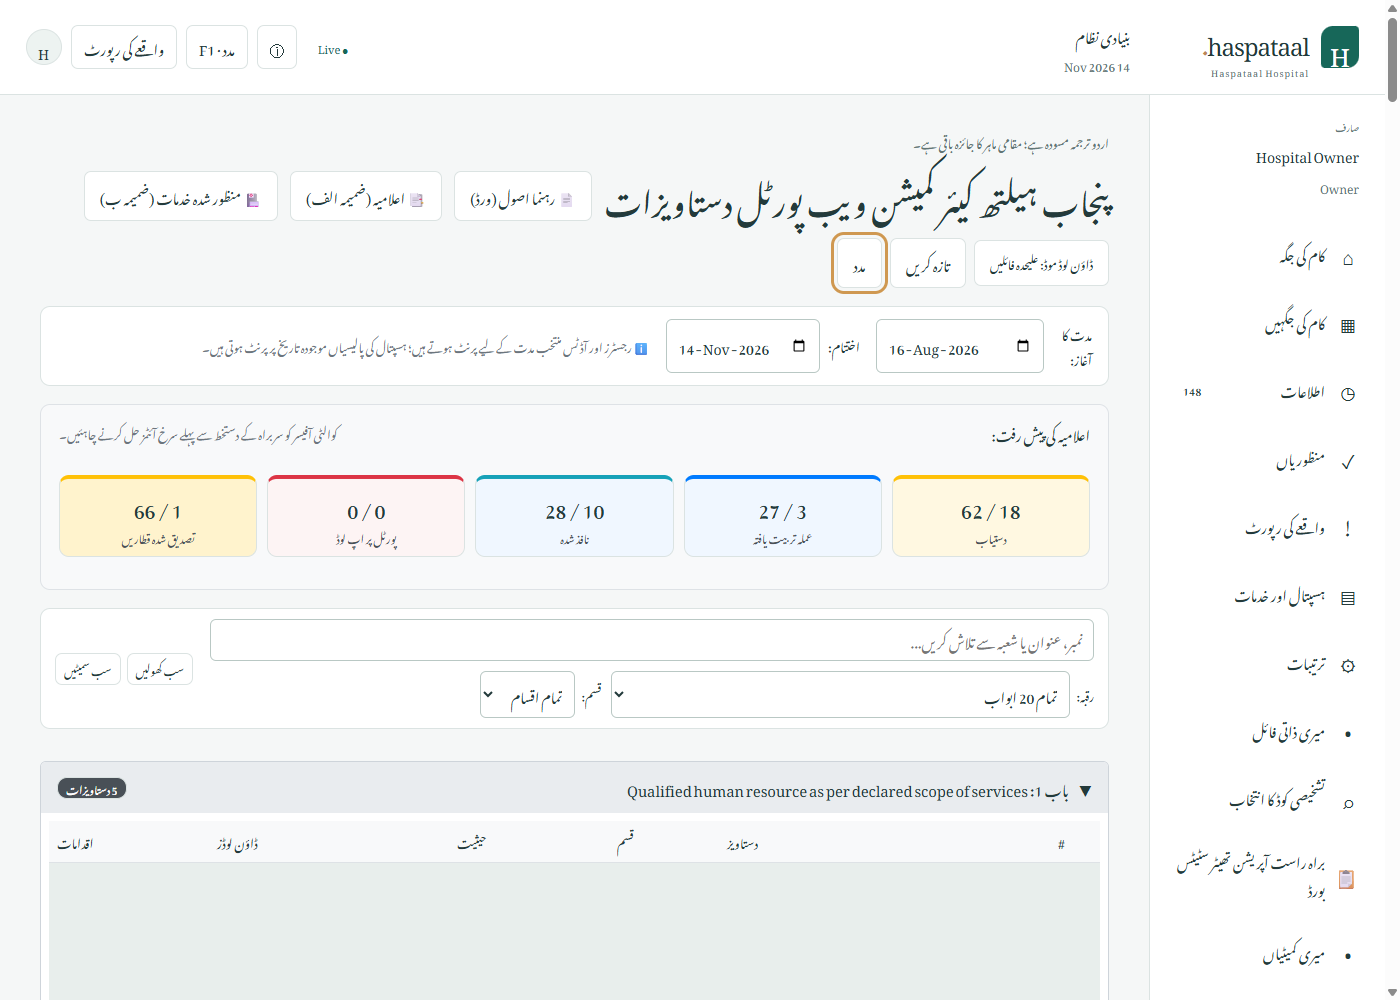 haspataal.
Haspataal Hospital
H
بنیادی نظام
14 Nov 2026
Live
مدد · F1
واقعے کی رپورٹ
H
صارف
Hospital Owner
Owner
کام کی جگہ
کام کی جگہیں
اطلاعات
148
منظوریاں
واقعے کی رپورٹ
ہسپتال اور خدمات
ترتیبات
میری ذاتی فائل
تشخیصی کوڈ کا انتخاب
براہ راست آپریشن تھیٹر سٹیٹس
بورڈ
میری کمیٹیاں
اردو ترجمہ مسودہ ہے؛ مقامی ماہر کا جائزہ باقی ہے۔
پنجاب ہیلتھ کیئر کمیشن ویب پورٹل دستاویزات
رہنما اصول (ورڈ)
اعلامیہ (ضمیمہ الف)
منظور شدہ خدمات (ضمیمہ ب)
ڈاؤن لوڈ موڈ: علیحدہ فائلیں
تازہ کریں
مدد
مدت کا
آغاز:
16-Aug-2026
اختتام:
14-Nov-2026
رجسٹرز اور آڈٹس منتخب مدت کے لیے پرنٹ ہوتے ہیں؛ ہسپتال کی پالیسیاں موجودہ تاریخ پر پرنٹ ہوتی ہیں۔
اعلامیہ کی پیش رفت:
کوالٹی آفیسر کو سربراہ کے دستخط سے پہلے سرخ آئٹمز حل کرنے چاہئیں۔
62 / 18
دستیاب
27 / 3
عملہ تربیت یافتہ
28 / 10
نافذ شدہ
0 / 0
پورٹل پر اپ لوڈ
66 / 1
تصدیق شدہ قطاریں
نمبر، عنوان یا شعبہ سے تلاش کریں...
رقبہ:
تمام 20 ابواب
قسم:
تمام اقسام
سب کھولیں
سب سمیٹیں
باب 1: Qualified human resource as per declared scope of services
5 دستاویزات
#
دستاویز
قسم
حیثیت
ڈاؤن لوڈز
اقدامات